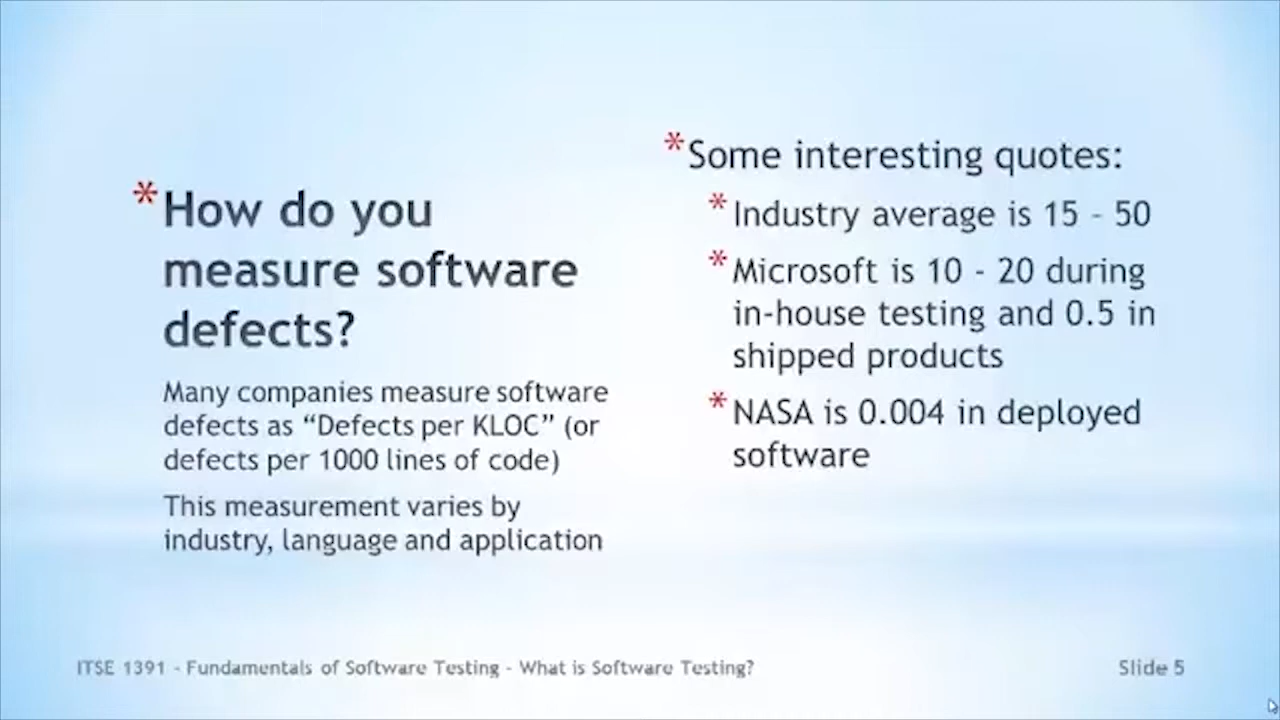 *How do you
measure software
defects?
Many companies measure software
defects as “Defects per KLOC” (or
defects per 1000 lines of code)
This measurement varies by
industry, language and application
*Some interesting quotes:
*Industry average is 15 – 50
*Microsoft is 10 - 20 during
in-house testing and 0.5 in
shipped products
*NASA is 0.004 in deployed
software
ITSE 1391 - Fundamentals of Software Testing - What is Software Testing?
Slide 5